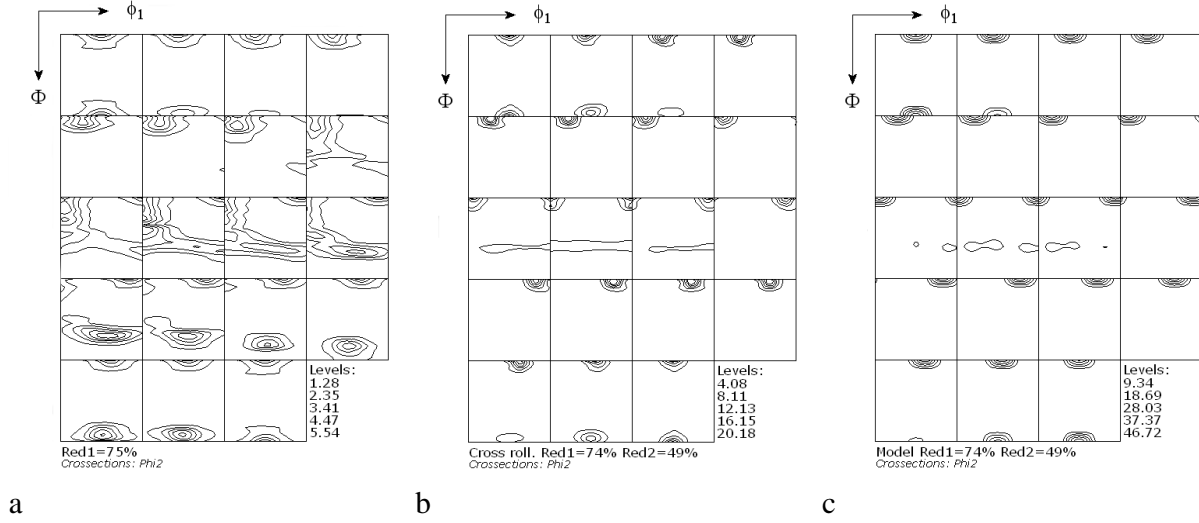 ϕ1
Φ
Levels:
1.28
2.35
3.41
4.47
5.54
Red1=75%
Crossections: Phi2
a
ϕ1
Φ
Levels:
4.08
8.11
12.13
16.15
20.18
Cross roll. Red1=74% Red2=49%
Crossections: Phi2
b
ϕ1
Φ
Levels:
9.34
18.69
28.03
37.37
46.72
Model Red1=74% Red2=49%
Crossections: Phi2
c